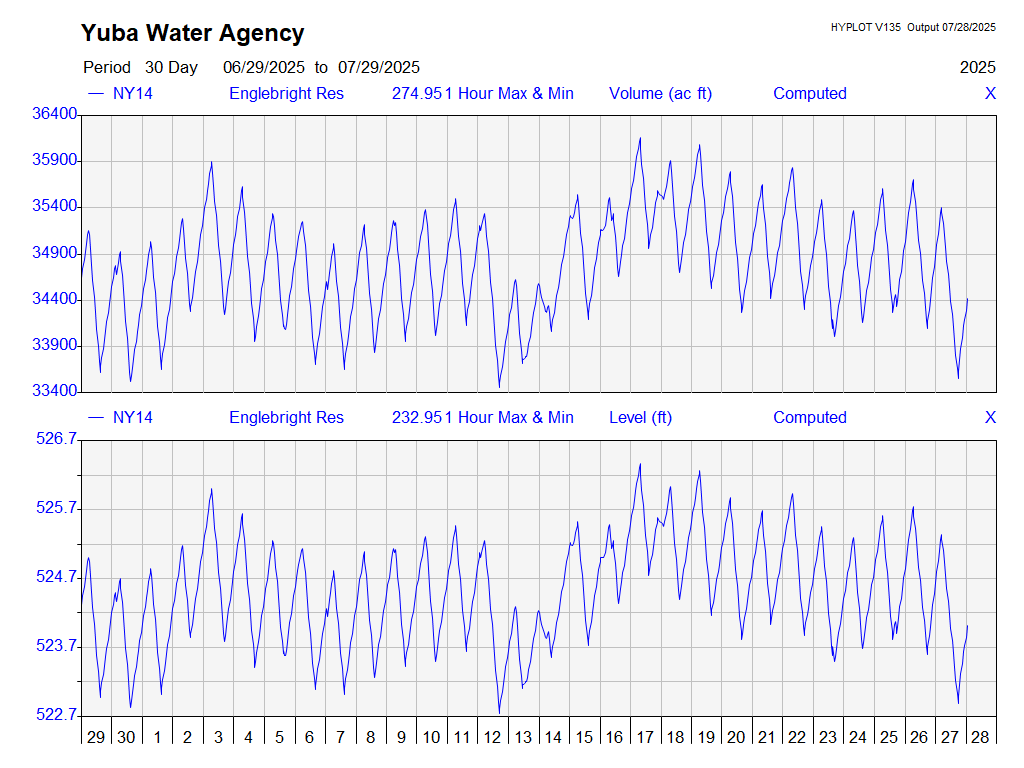 Yuba Water Agency
HYPLOT V135 Output 07/28/2025
Period 30 Day 06/29/2025 to 07/29/2025 2025
— NY14 Englebright Res 274.951 Hour Max & Min Volume (ac ft) Computed X
36400
35900
35400
34900
34400
33900
33400
— NY14 Englebright Res 232.951 Hour Max & Min Level (ft) Computed X
526.7
525.7
524.7
523.7
522.7
29 30 1 2 3 4 5 6 7 8 9 10 11 12 13 14 15 16 17 18 19 20 21 22 23 24 25 26 27 28